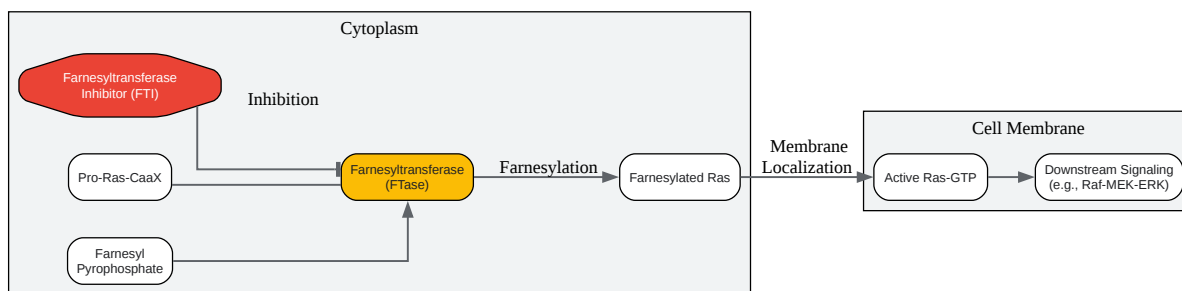 Cytoplasm
Farnesyltransferase
Inhibitor (FTI)
Inhibition
Pro-Ras-CaaX
Farnesyltransferase
(FTase)
Farnesylation
Farnesylated Ras
Farnesyl
Pyrophosphate
Membrane
Localization
Cell Membrane
Active Ras-GTP
Downstream Signaling
(e.g., Raf-MEK-ERK)